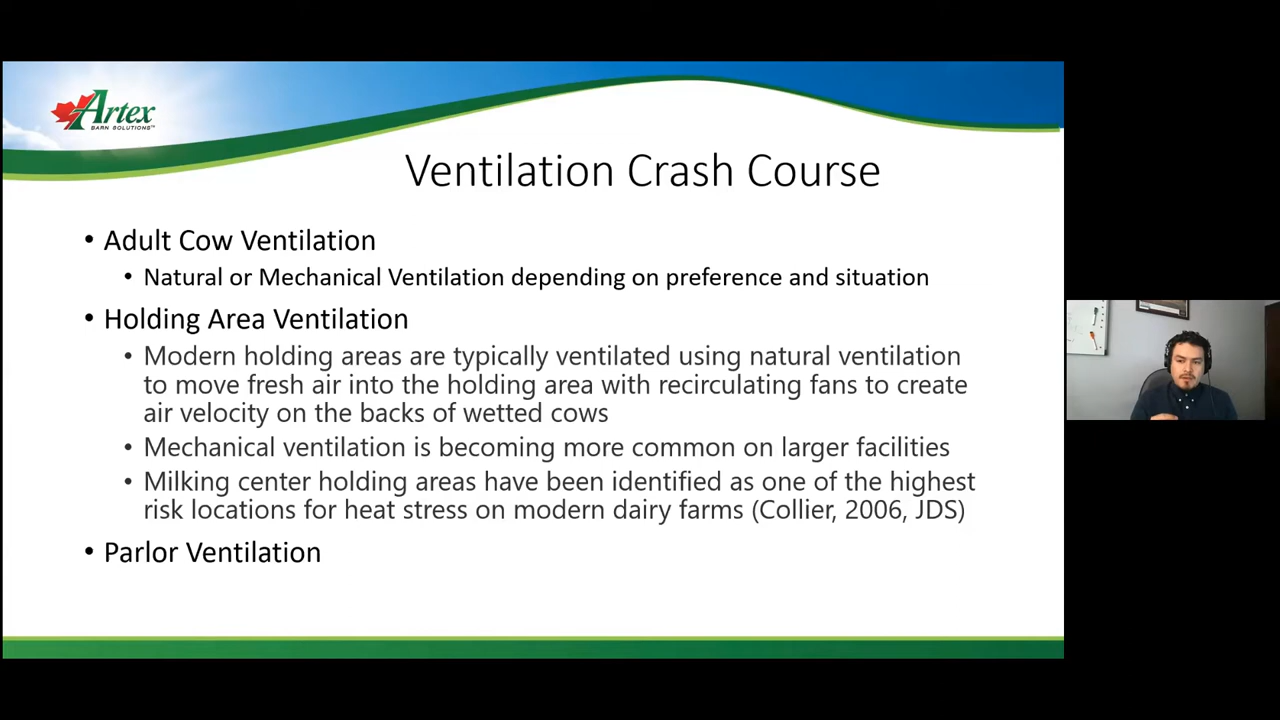 Artex
BARN SOLUTIONS™
Ventilation Crash Course
• Adult Cow Ventilation
• Natural or Mechanical Ventilation depending on preference and situation
• Holding Area Ventilation
• Modern holding areas are typically ventilated using natural ventilation
to move fresh air into the holding area with recirculating fans to create
air velocity on the backs of wetted cows
• Mechanical ventilation is becoming more common on larger facilities
• Milking center holding areas have been identified as one of the highest
risk locations for heat stress on modern dairy farms (Collier, 2006, JDS)
• Parlor Ventilation